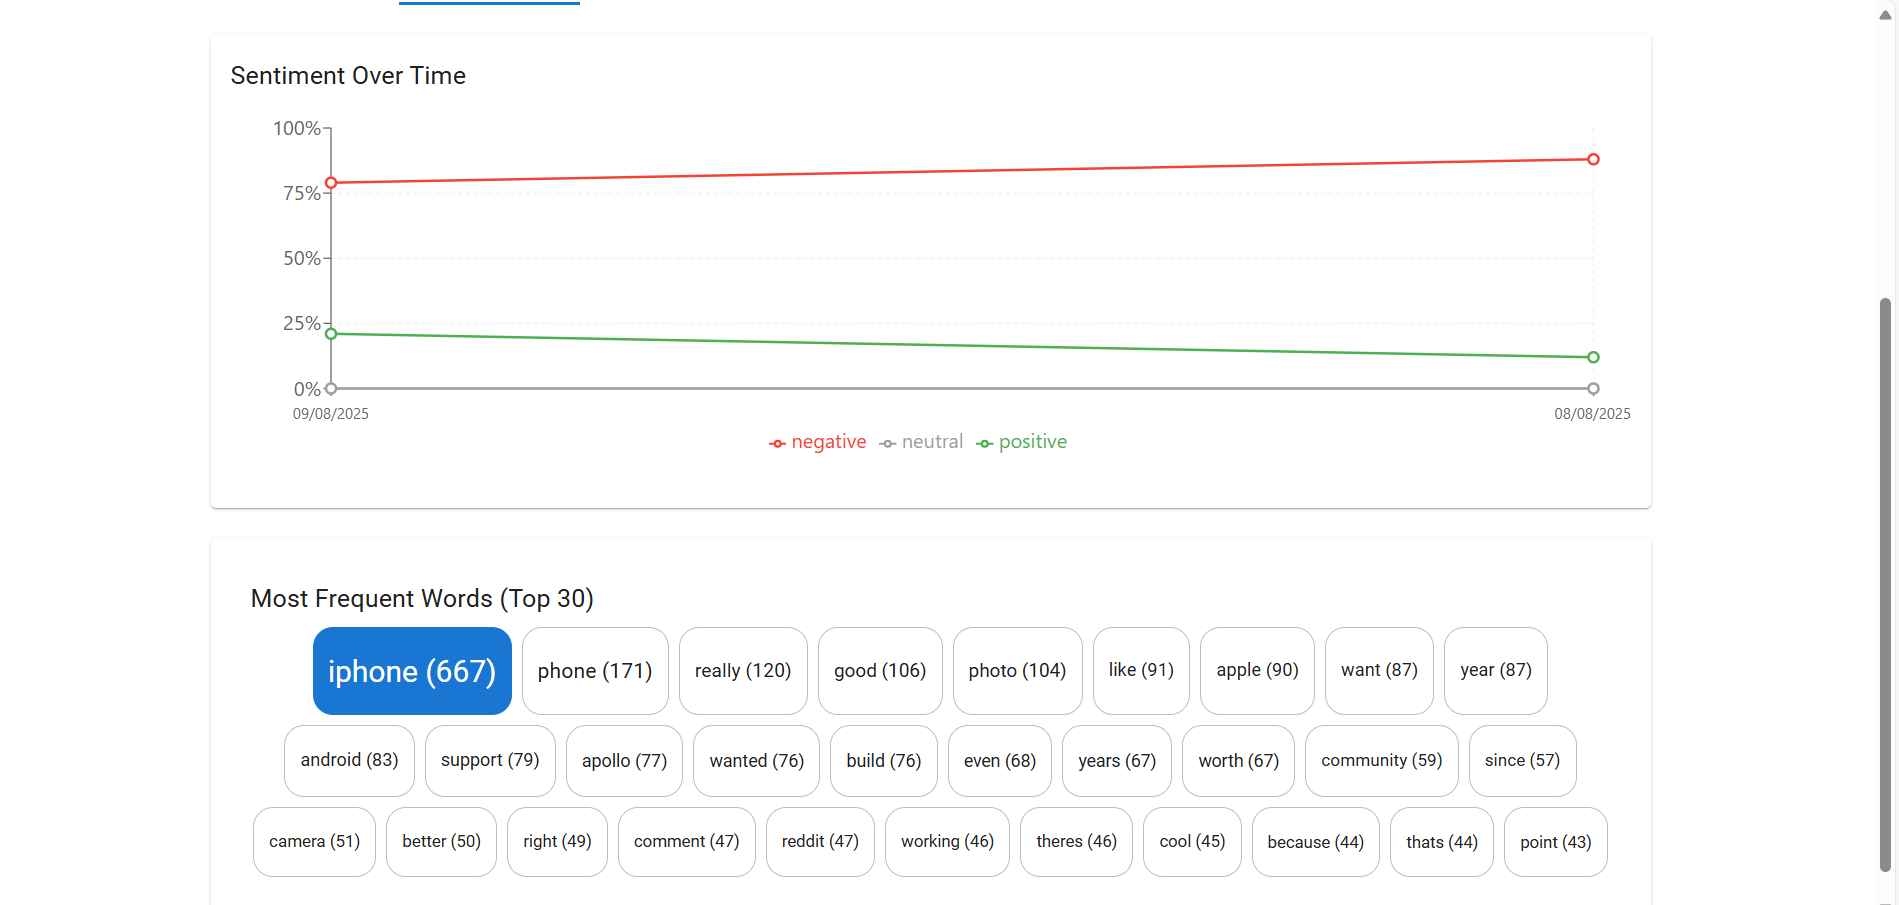 Sentiment Over Time
100%
75%
50%
25%
0%
09/08/2025 08/08/2025
negative neutral positive
Most Frequent Words (Top 30)
iphone (667) phone (171) really (120) good (106) photo (104) like (91) apple (90) want (87) year (87)
android (83) support (79) apollo (77) wanted (76) build (76) even (68) years (67) worth (67) community (59) since (57)
camera (51) better (50) right (49) comment (47) reddit (47) working (46) theres (46) cool (45) because (44) thats (44) point (43)